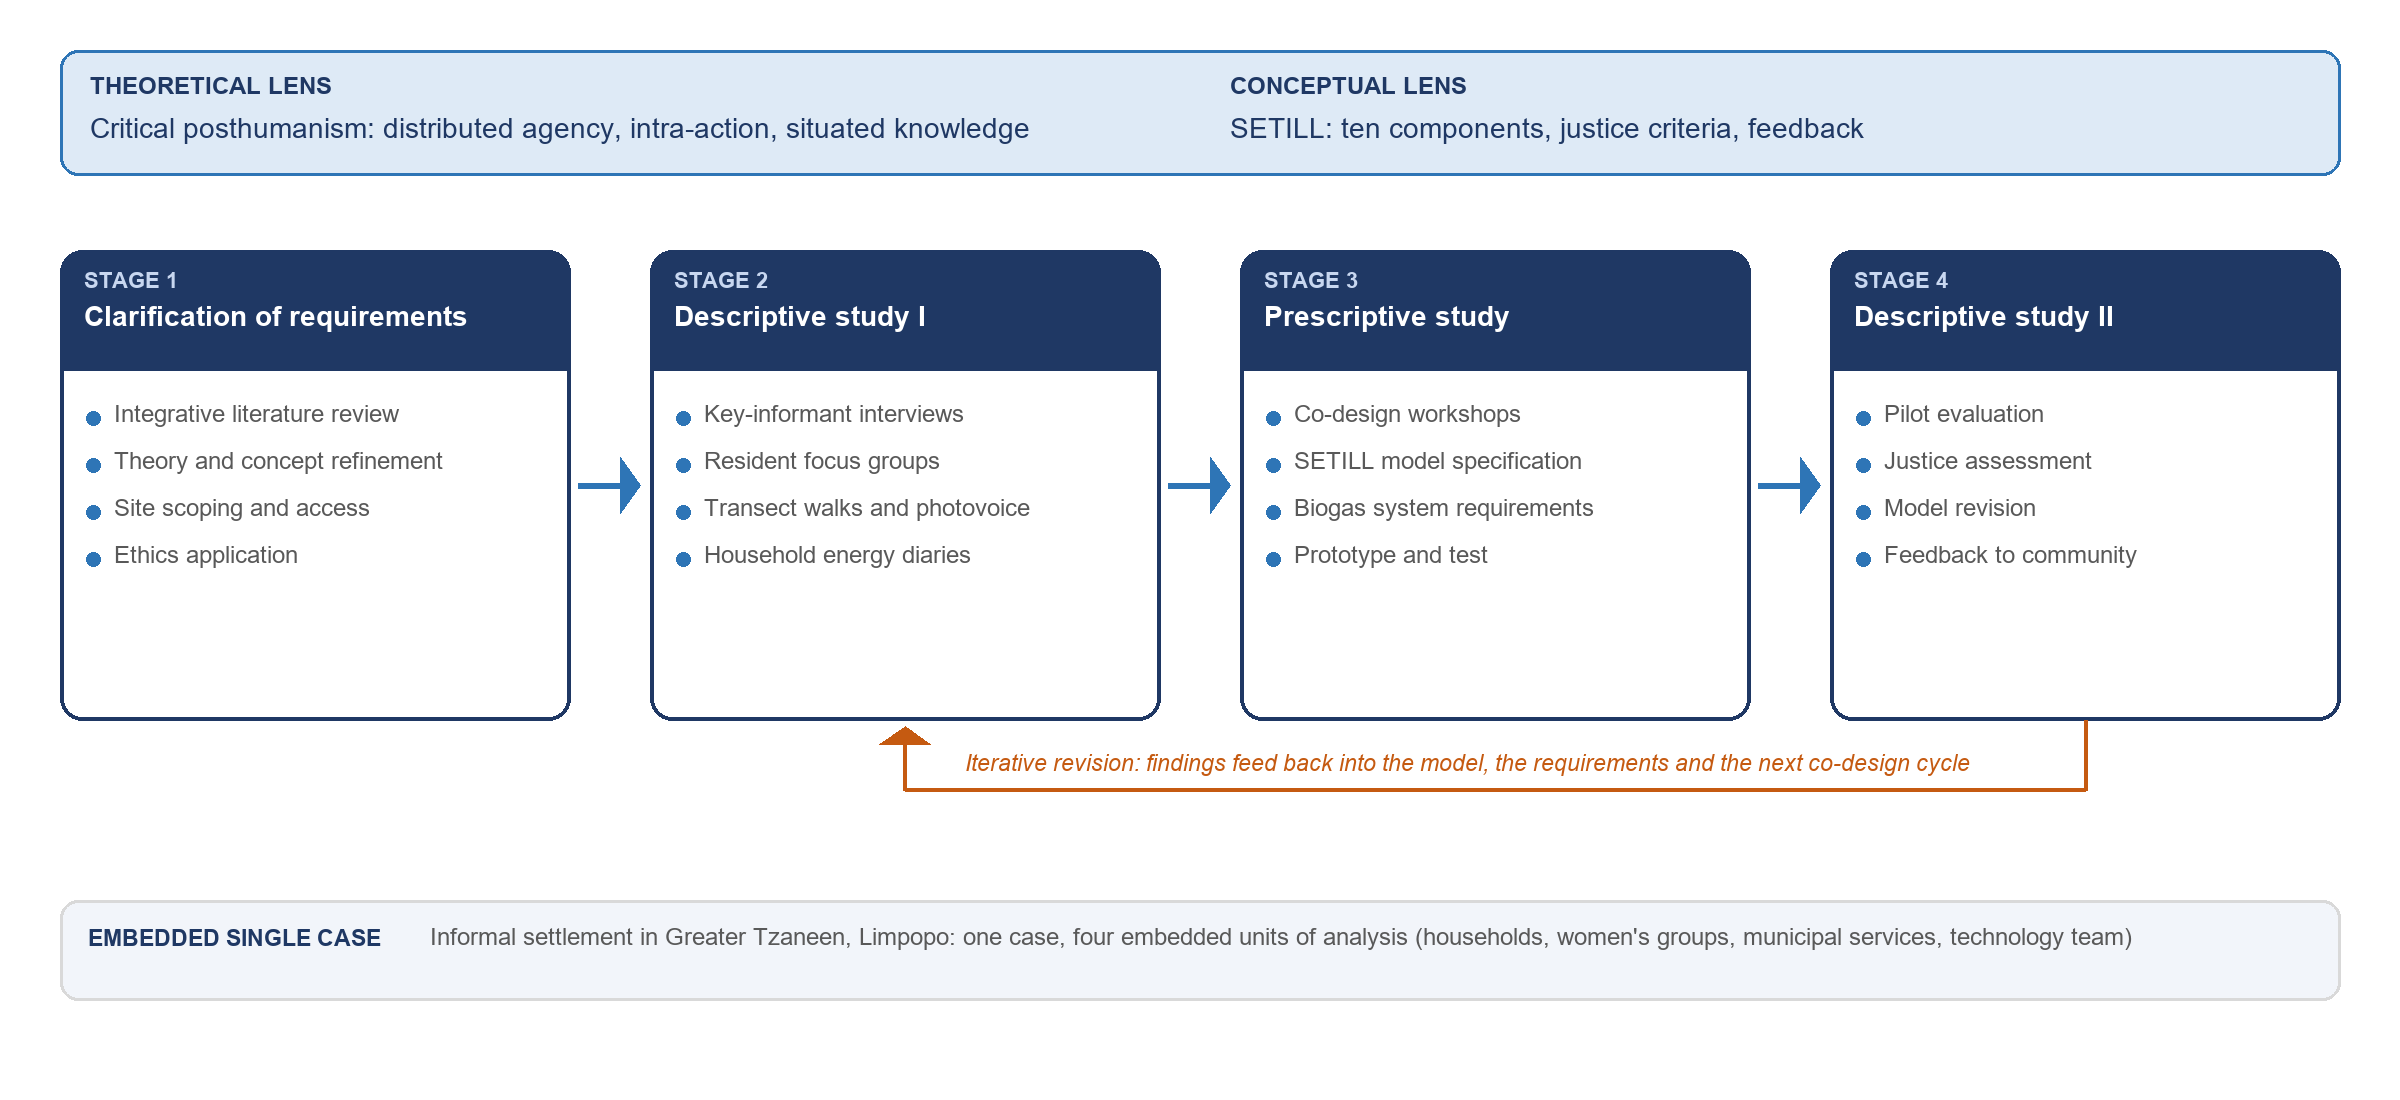 THEORETICAL LENS
Critical posthumanism: distributed agency, intra-action, situated knowledge
CONCEPTUAL LENS
SETILL: ten components, justice criteria, feedback
STAGE 1
Clarification of requirements
Integrative literature review
Theory and concept refinement
Site scoping and access
Ethics application
STAGE 2
Descriptive study I
Key-informant interviews
Resident focus groups
Transect walks and photovoice
Household energy diaries
STAGE 3
Prescriptive study
Co-design workshops
SETILL model specification
Biogas system requirements
Prototype and test
STAGE 4
Descriptive study II
Pilot evaluation
Justice assessment
Model revision
Feedback to community
Iterative revision: findings feed back into the model, the requirements and the next co-design cycle
EMBEDDED SINGLE CASE
Informal settlement in Greater Tzaneen, Limpopo: one case, four embedded units of analysis (households, women's groups, municipal services, technology team)